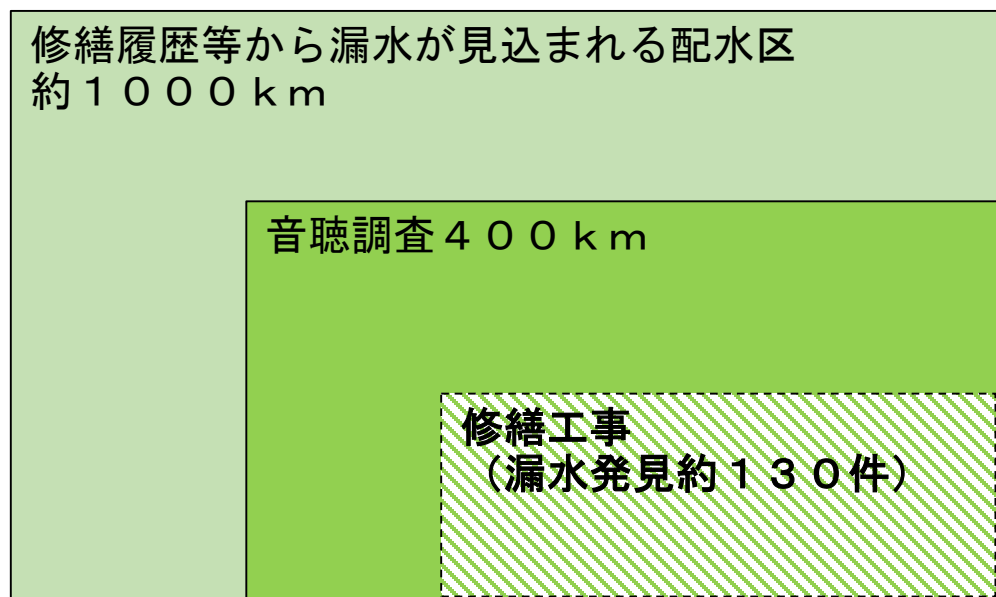 修繕履歴等から漏水が見込まれる配水区
約１０００ｋｍ
音聴調査４００ｋｍ
修繕工事
（漏水発見約１３０件）